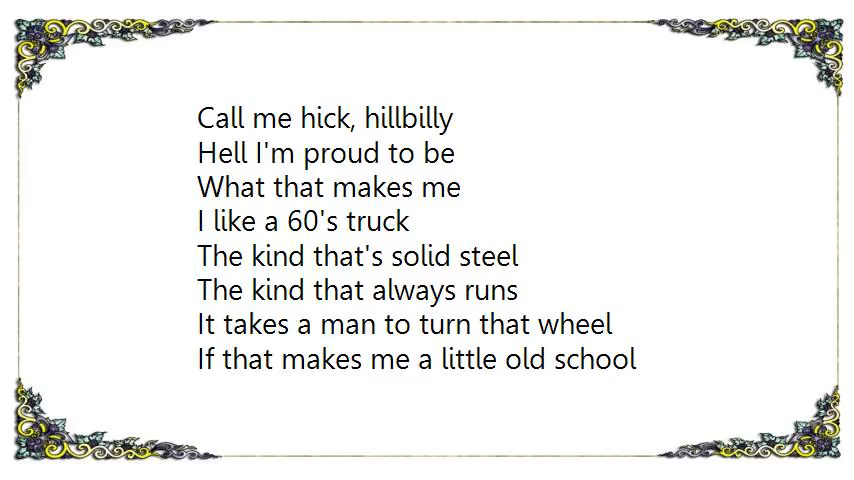 Call me hick, hillbilly
Hell I'm proud to be
What that makes me
I like a 60's truck
The kind that's solid steel
The kind that always runs
It takes a man to turn that wheel
If that makes me a little old school